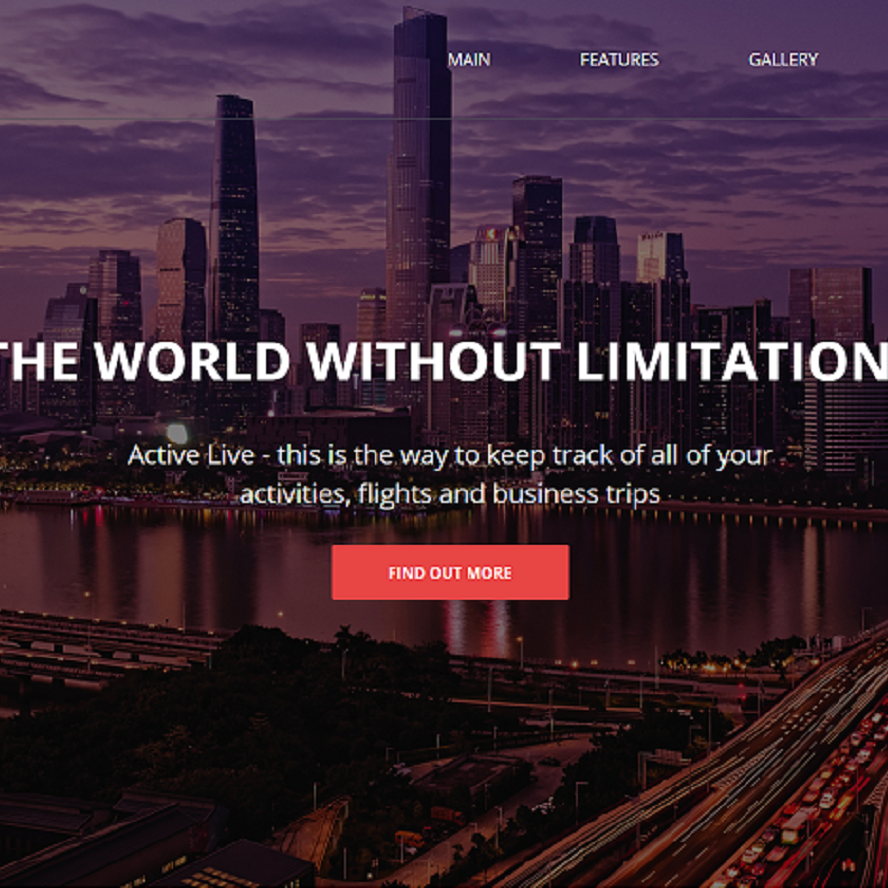 MAIN FEATURES GALLERY
THE WORLD WITHOUT LIMITATION
Active Live - this is the way to keep track of all of your
activities, flights and business trips
FIND OUT MORE